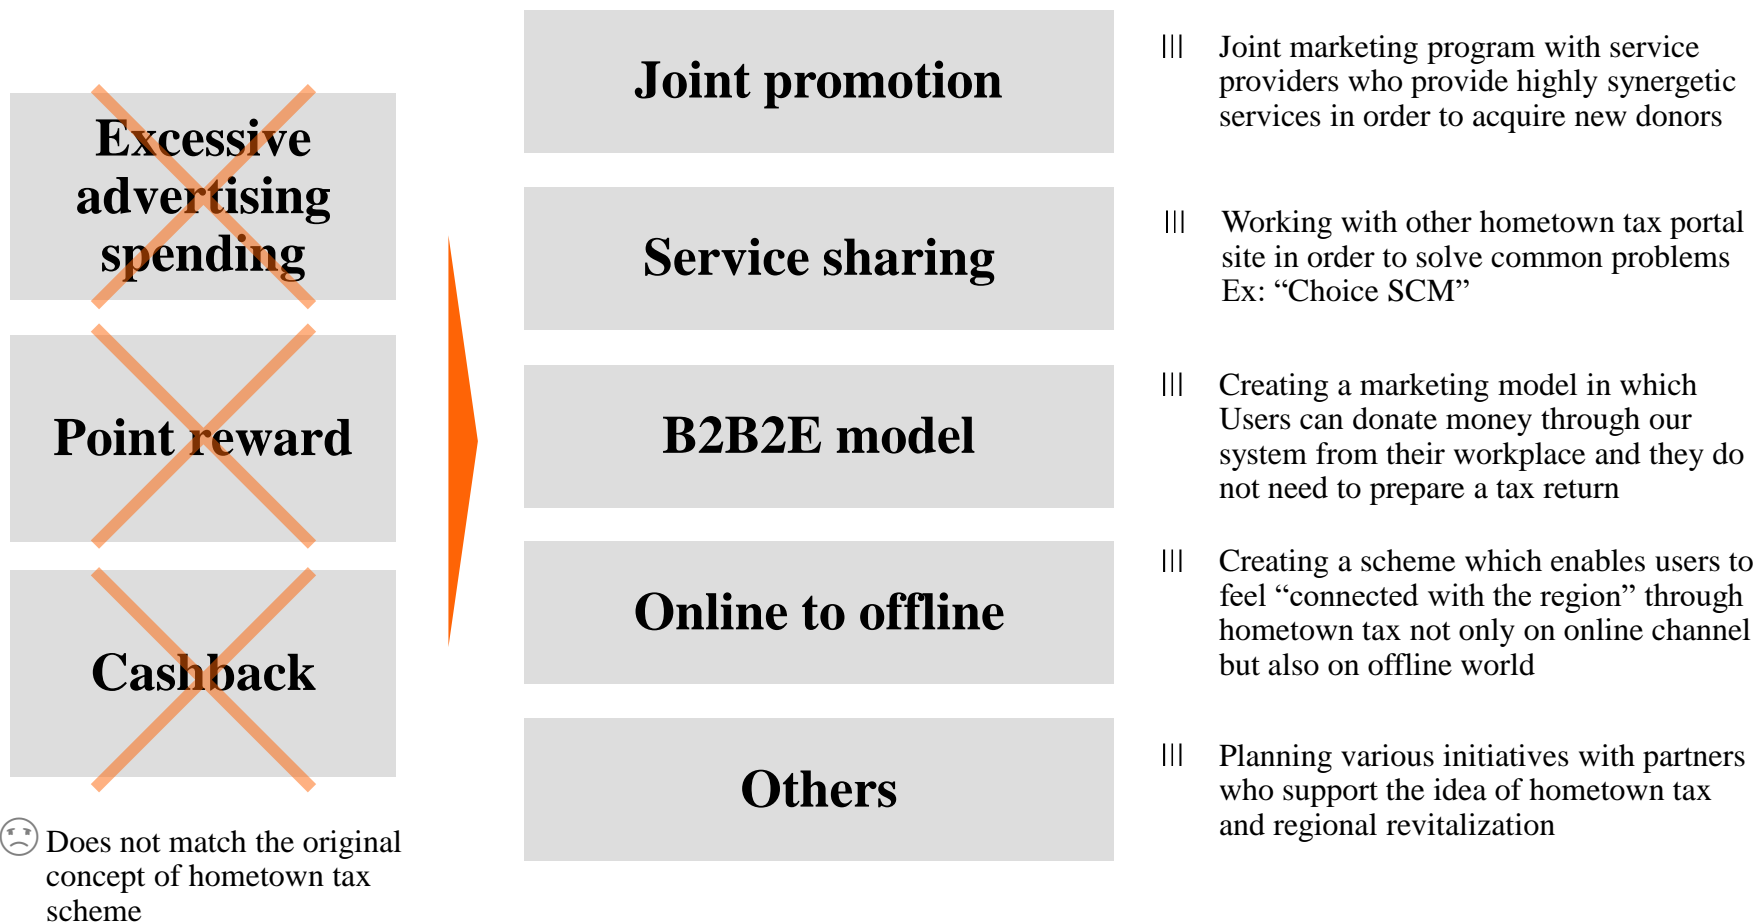 Excessive
advertising
spending
Point reward
Cashback
Does not match the original
concept of hometown tax
scheme
Joint promotion
Joint marketing program with service
providers who provide highly synergetic
services in order to acquire new donors
Service sharing
Working with other hometown tax portal
site in order to solve common problems
Ex: “Choice SCM”
B2B2E model
Creating a marketing model in which
Users can donate money through our
system from their workplace and they do
not need to prepare a tax return
Online to offline
Creating a scheme which enables users to
feel “connected with the region” through
hometown tax not only on online channel
but also on offline world
Others
Planning various initiatives with partners
who support the idea of hometown tax
and regional revitalization